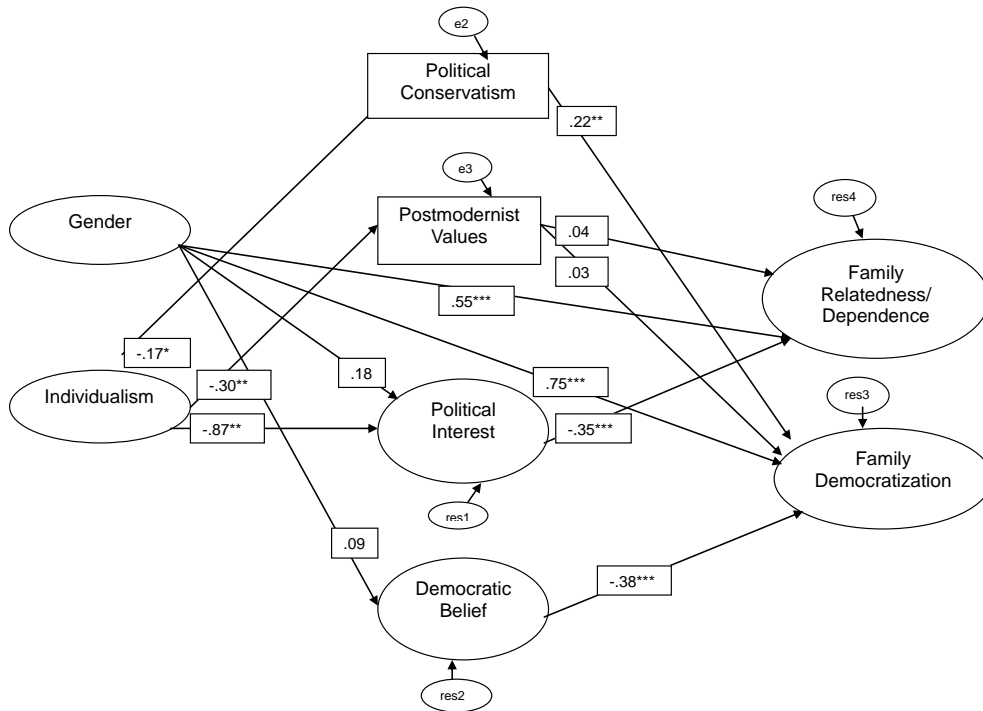 e2
Political
Conservatism
.22**
e3
Postmodernist
Values
Gender
res4
.04
.03
Family
Relatedness/
Dependence
.55***
-.17*
Individualism
-.30**
.18
-.87**
Political
Interest
.75***
-.35***
res3
Family
Democratization
res1
.09
Democratic
Belief
-.38***
res2